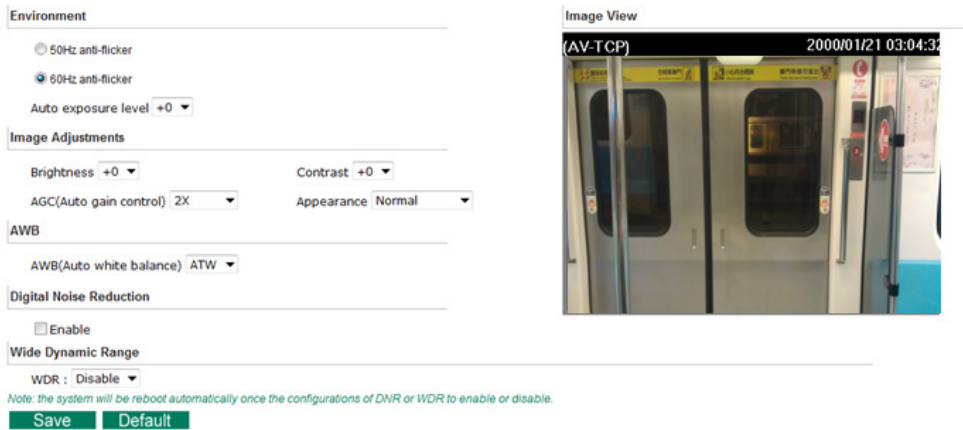 Environment
50Hz anti-flicker
60Hz anti-flicker
Auto exposure level +0
Image Adjustments
Brightness +0 Contrast +0
AGC(Auto gain control) 2X Appearance Normal
AWB
AWB(Auto white balance) ATW
Digital Noise Reduction
Enable
Wide Dynamic Range
WDR : Disable
Note: the system will be reboot automatically once the configurations of DNR or WDR to enable or disable.
Save Default
Image View
(AV-TCP) 2000/01/21 03:04:32